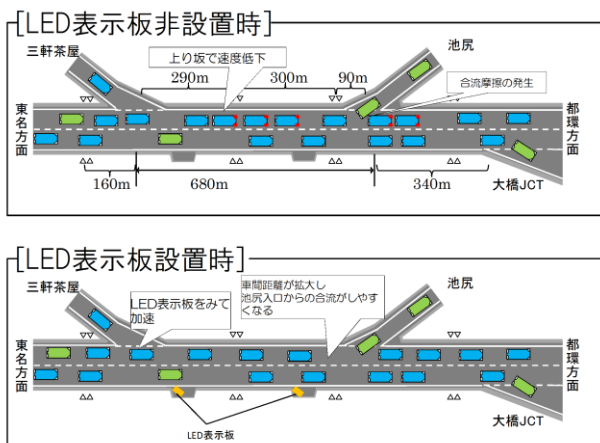 [LED表示板非設置時]
三軒茶屋
上り坂で速度低下
池尻
290m
300m
90m
合流摩擦の発生
東名方面
都環方面
160m
680m
340m
大橋JCT
[LED表示板設置時]
三軒茶屋
LED表示板をみて
加速
車間距離が拡大し
池尻入口からの合流がしやす
くなる
池尻
東名方面
都環方面
LED表示板
大橋JCT